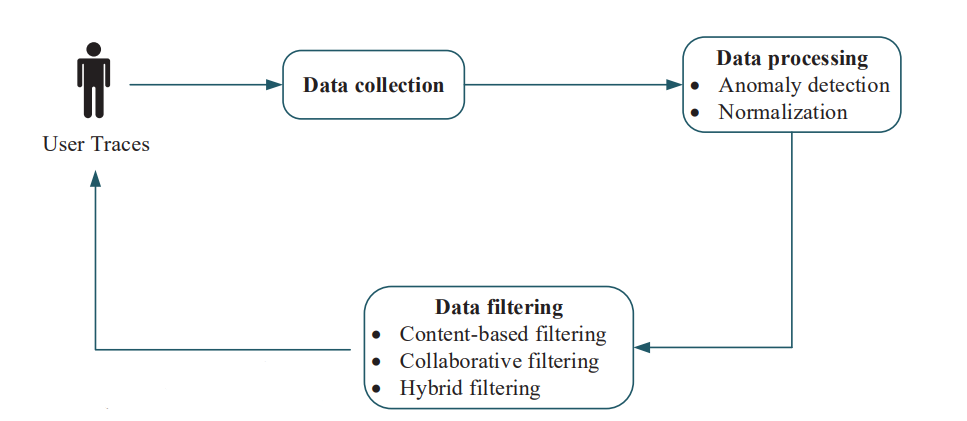 Data collection
Data processing
• Anomaly detection
• Normalization
User Traces
Data filtering
• Content-based filtering
• Collaborative filtering
• Hybrid filtering